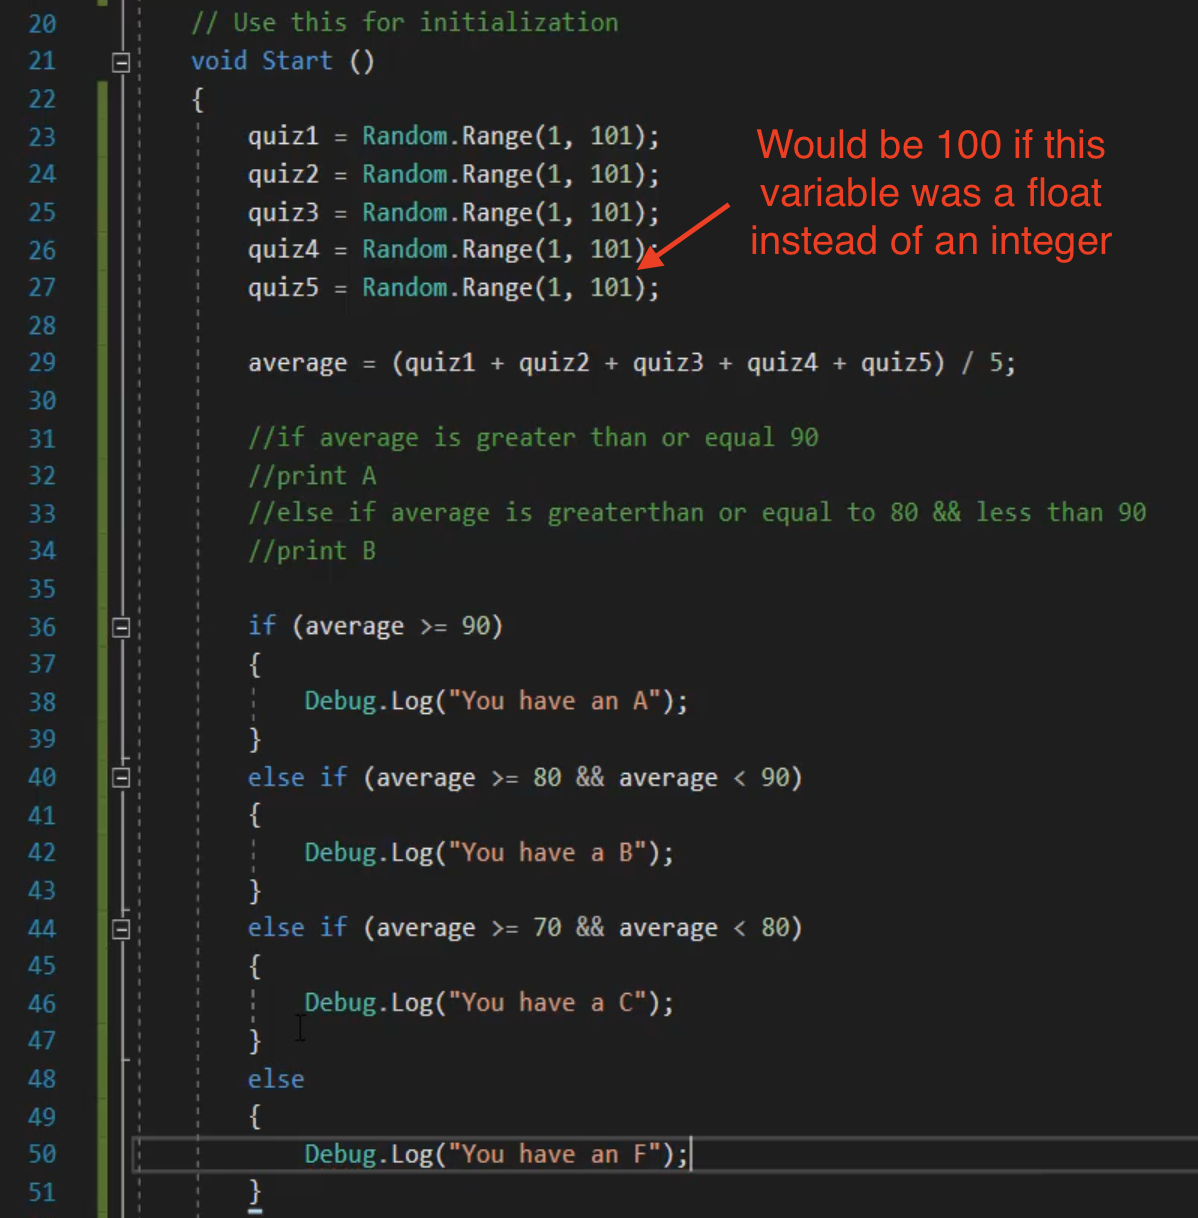 20 // Use this for initialization
21 void Start ()
22 {
23 quiz1 = Random.Range(1, 101);
24 quiz2 = Random.Range(1, 101);
25 quiz3 = Random.Range(1, 101);
26 quiz4 = Random.Range(1, 101);
27 quiz5 = Random.Range(1, 101);
Would be 100 if this
variable was a float
instead of an integer
28
29 average = (quiz1 + quiz2 + quiz3 + quiz4 + quiz5) / 5;
30
31 //if average is greater than or equal 90
32 //print A
33 //else if average is greaterthan or equal to 80 && less than 90
34 //print B
35
36 if (average >= 90)
37 {
38 Debug.Log("You have an A");
39 }
40 else if (average >= 80 && average < 90)
41 {
42 Debug.Log("You have a B");
43 }
44 else if (average >= 70 && average < 80)
45 {
46 Debug.Log("You have a C");
47 }
48 else
49 {
50 Debug.Log("You have an F");
51 }